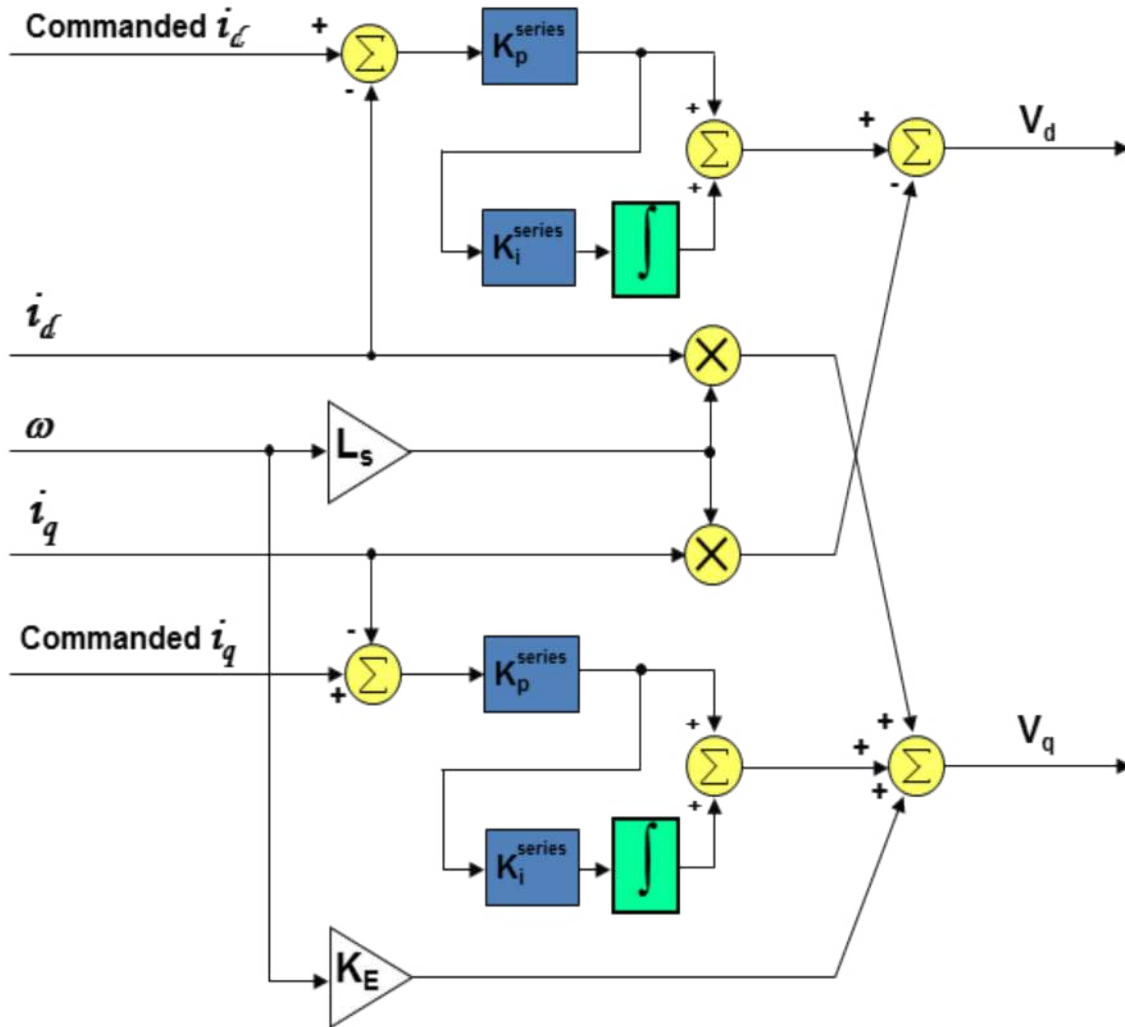 Commanded i_d
+
Σ
-
K_p^series
+
Σ
+
K_i^series
∫
+
Σ
-
V_d
i_d
×
ω
L_s
i_q
×
Commanded i_q
-
Σ
+
K_p^series
+
Σ
+
K_i^series
∫
+
+
+
Σ
V_q
K_E